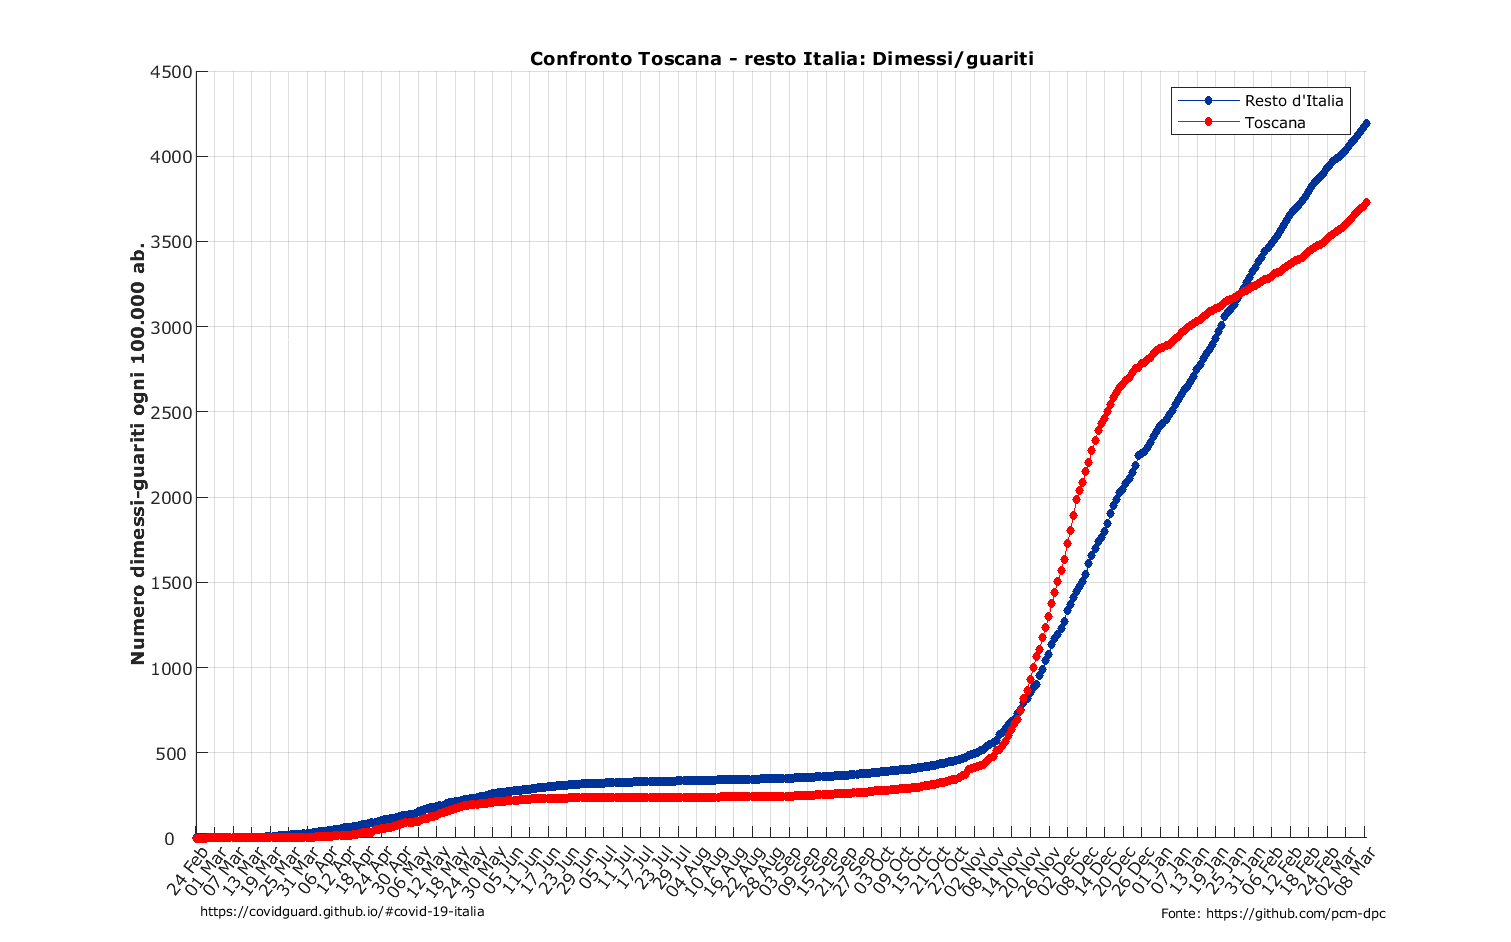 Confronto Toscana - resto Italia: Dimessi/guariti
Numero dimessi-guariti ogni 100.000 ab.
4500
4000
3500
3000
2500
2000
1500
1000
500
0
Resto d'Italia
Toscana
24 Feb
01 Mar
07 Mar
13 Mar
19 Mar
25 Mar
31 Mar
06 Apr
12 Apr
18 Apr
24 Apr
30 Apr
06 May
12 May
18 May
24 May
30 May
05 Jun
11 Jun
17 Jun
23 Jun
29 Jun
05 Jul
11 Jul
17 Jul
23 Jul
29 Jul
04 Aug
10 Aug
16 Aug
22 Aug
28 Aug
03 Sep
09 Sep
15 Sep
21 Sep
27 Sep
03 Oct
09 Oct
15 Oct
21 Oct
27 Oct
02 Nov
08 Nov
14 Nov
20 Nov
26 Nov
02 Dec
08 Dec
14 Dec
20 Dec
26 Dec
01 Jan
07 Jan
13 Jan
19 Jan
25 Jan
31 Jan
06 Feb
12 Feb
18 Feb
24 Feb
02 Mar
08 Mar
https://covidguard.github.io/#covid-19-italia
Fonte: https://github.com/pcm-dpc